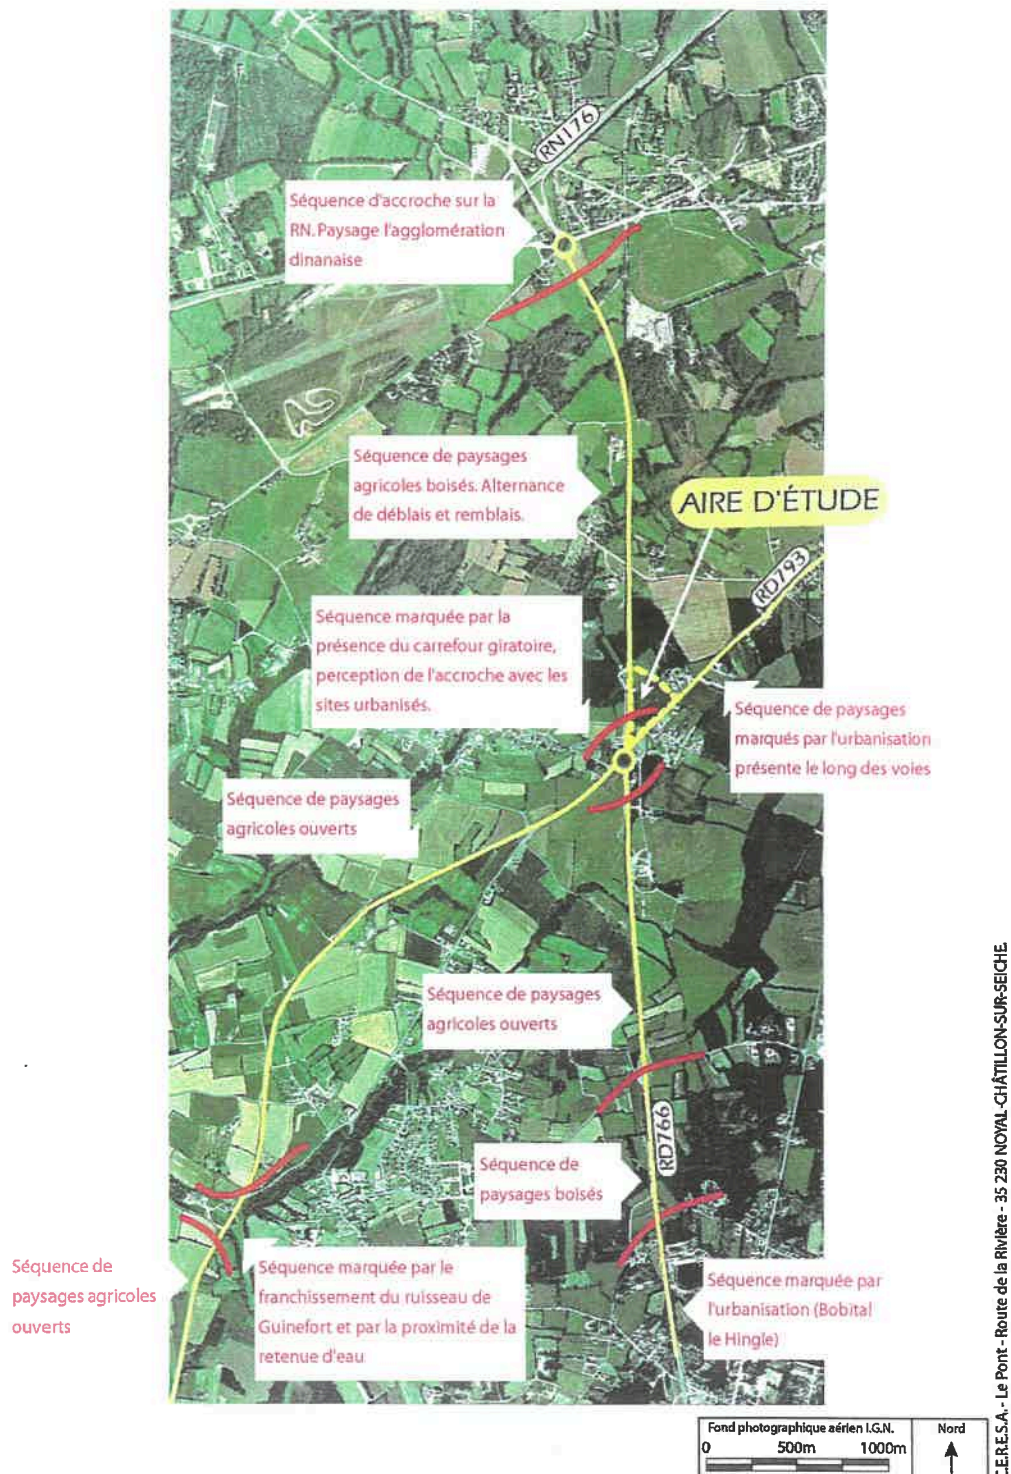 RN176
Séquence d'accroche sur la
RN. Paysage l'agglomération
dinanaise
Séquence de paysages
agricoles boisés. Alternance
de déblais et remblais.
AIRE D'ÉTUDE
RD793
Séquence marquée par la
présence du carrefour giratoire,
perception de l'accroche avec les
sites urbanisés.
Séquence de paysages
marqués par l'urbanisation
présente le long des voies
Séquence de paysages
agricoles ouverts
Séquence de paysages
agricoles ouverts
RD766
Séquence de
paysages boisés
Séquence de
paysages agricoles
ouverts
Séquence marquée par le
franchissement du ruisseau de
Guinefort et par la proximité de la
retenue d'eau
Séquence marquée par
l'urbanisation (Bobital
le Hingle)
Fond photographique aérien I.G.N.
0 500m 1000m
Nord
C.E.R.E.S.A. - Le Pont - Route de la Rivière - 35 230 NOYAL-CHÂTILLON-SUR-SEICHE